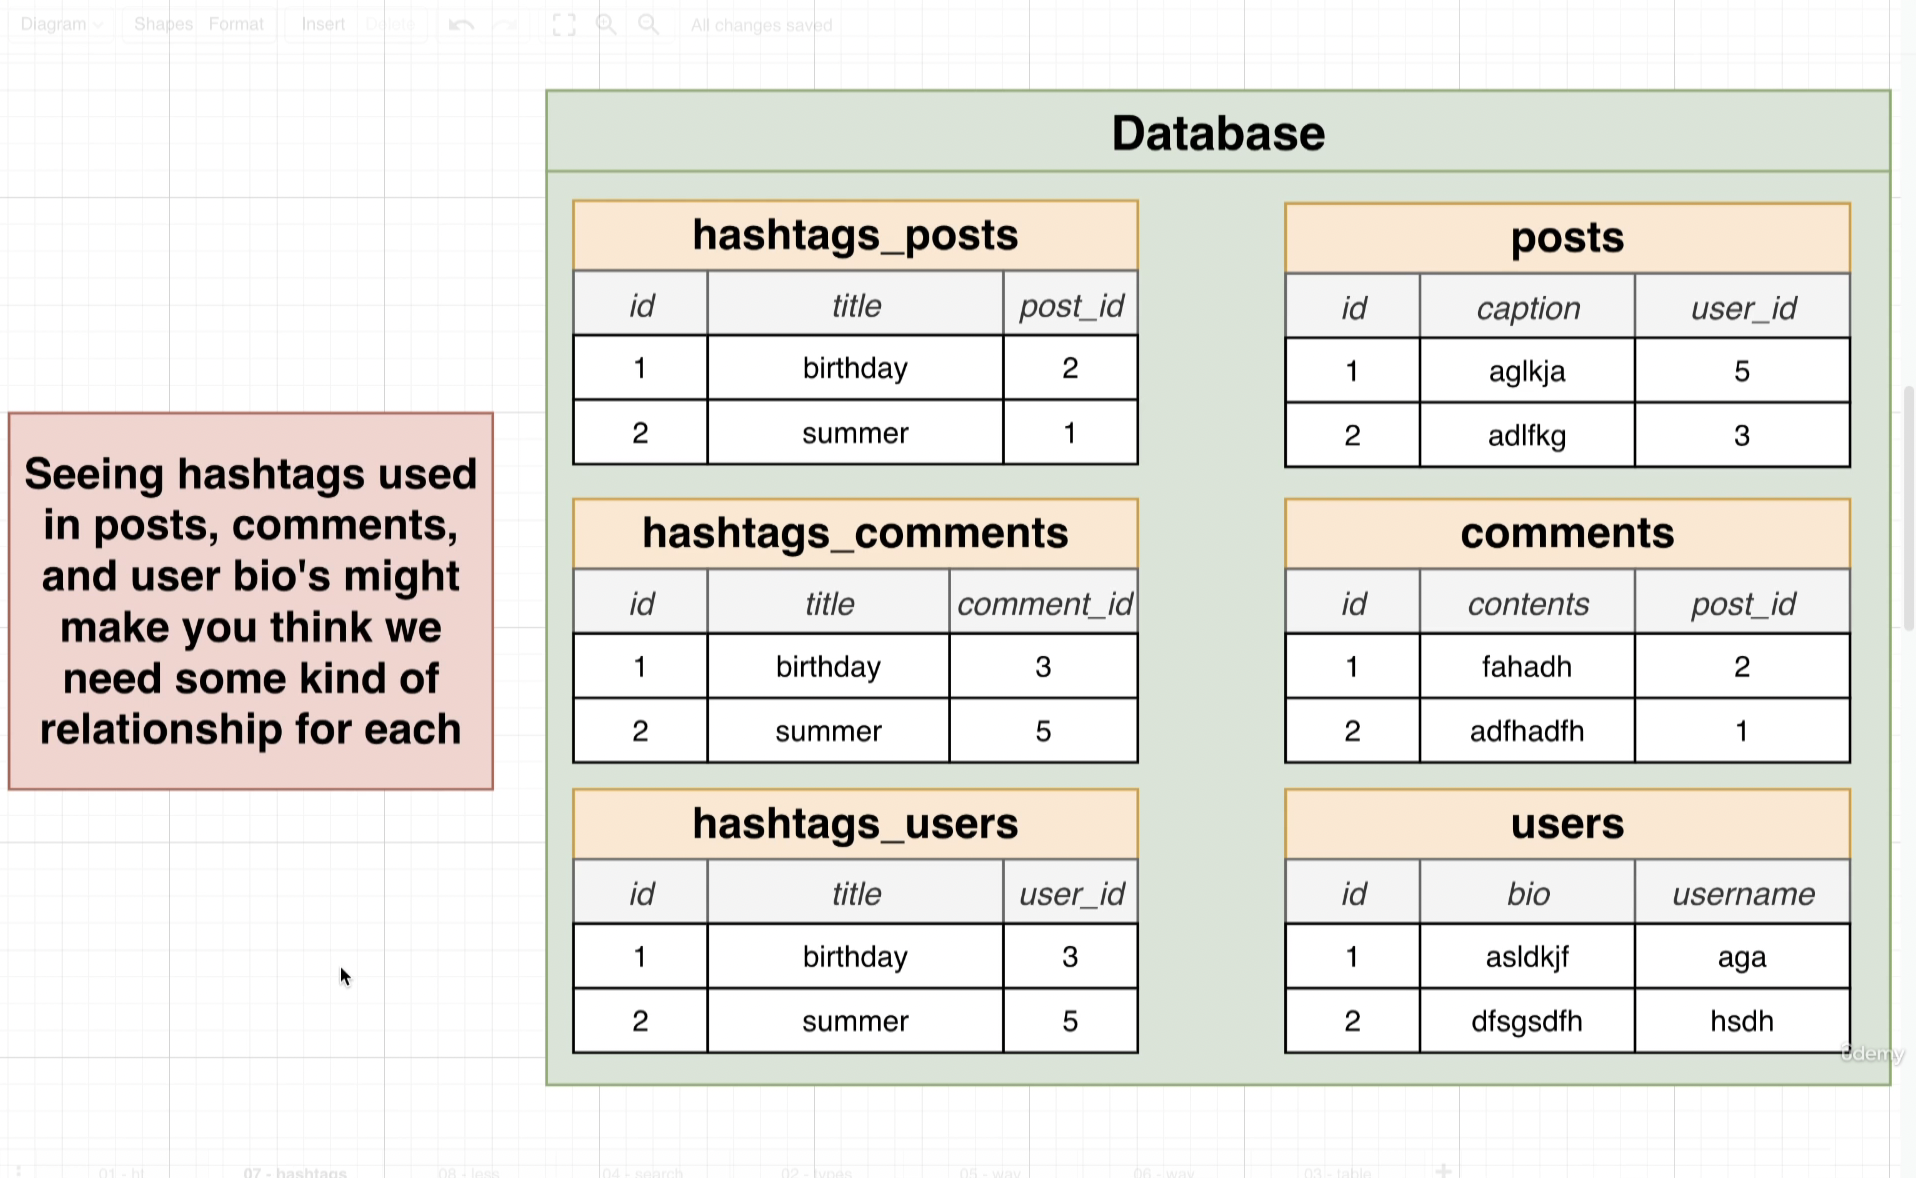 Diagram
Shapes
Format
Insert
Delete
All changes saved
Database
hashtags_posts
id title post_id
1 birthday 2
2 summer 1
posts
id caption user_id
1 aglkja 5
2 adlfkg 3
Seeing hashtags used
in posts, comments,
and user bio's might
make you think we
need some kind of
relationship for each
hashtags_comments
id title comment_id
1 birthday 3
2 summer 5
comments
id contents post_id
1 fahadh 2
2 adfhadfh 1
hashtags_users
id title user_id
1 birthday 3
2 summer 5
users
id bio username
1 asldkjf aga
2 dfsgsdfh hsdh
ûdemy
01 - ht
07 - hashtags
08 - less
04 - search
02 - types
05 - way
06 - way
03 - table